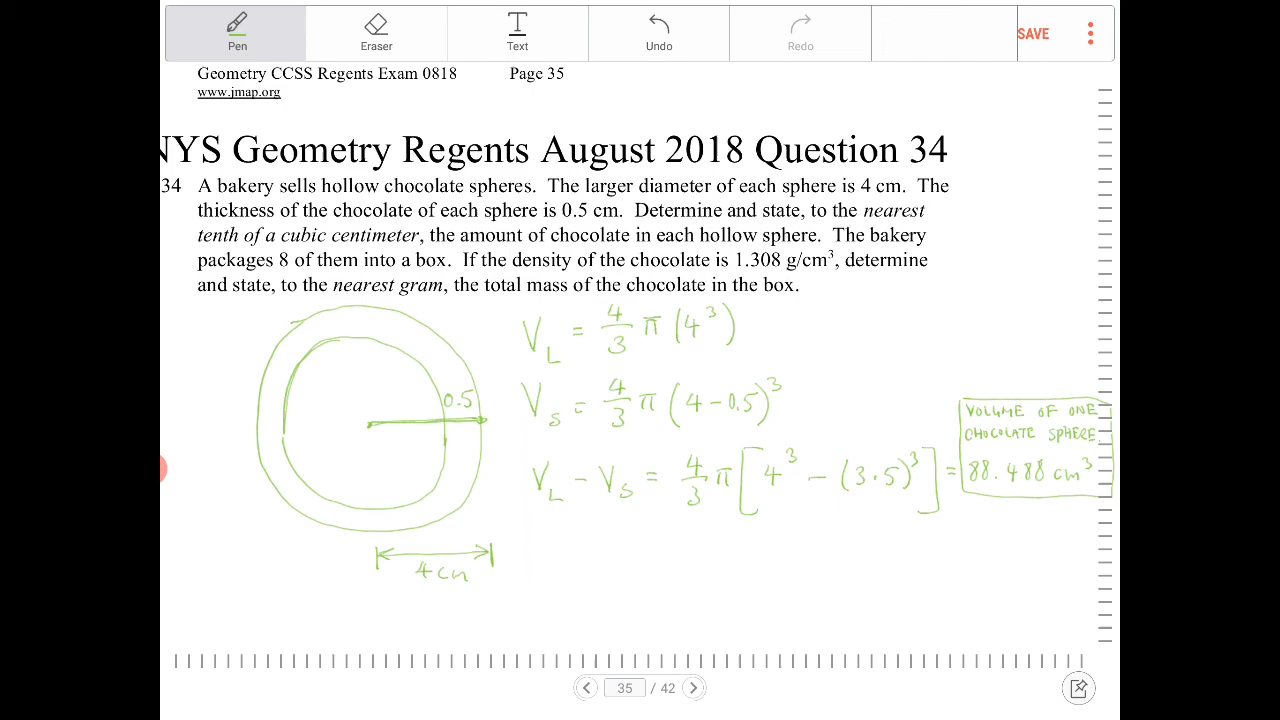 Pen
Eraser
Text
Undo
Redo
SAVE
Geometry CCSS Regents Exam 0818 Page 35
www.jmap.org
NYS Geometry Regents August 2018 Question 34
34 A bakery sells hollow chocolate spheres. The larger diameter of each sphere is 4 cm. The
thickness of the chocolate of each sphere is 0.5 cm. Determine and state, to the nearest
tenth of a cubic centimeter, the amount of chocolate in each hollow sphere. The bakery
packages 8 of them into a box. If the density of the chocolate is 1.308 g/cm³, determine
and state, to the nearest gram, the total mass of the chocolate in the box.
0.5
4 cm
V_L = 4/3 π (4³)
V_S = 4/3 π (4 - 0.5)³
V_L - V_S = 4/3 π [4³ - (3.5)³] =
VOLUME OF ONE
CHOCOLATE SPHERE.
88.488 cm³
35 / 42